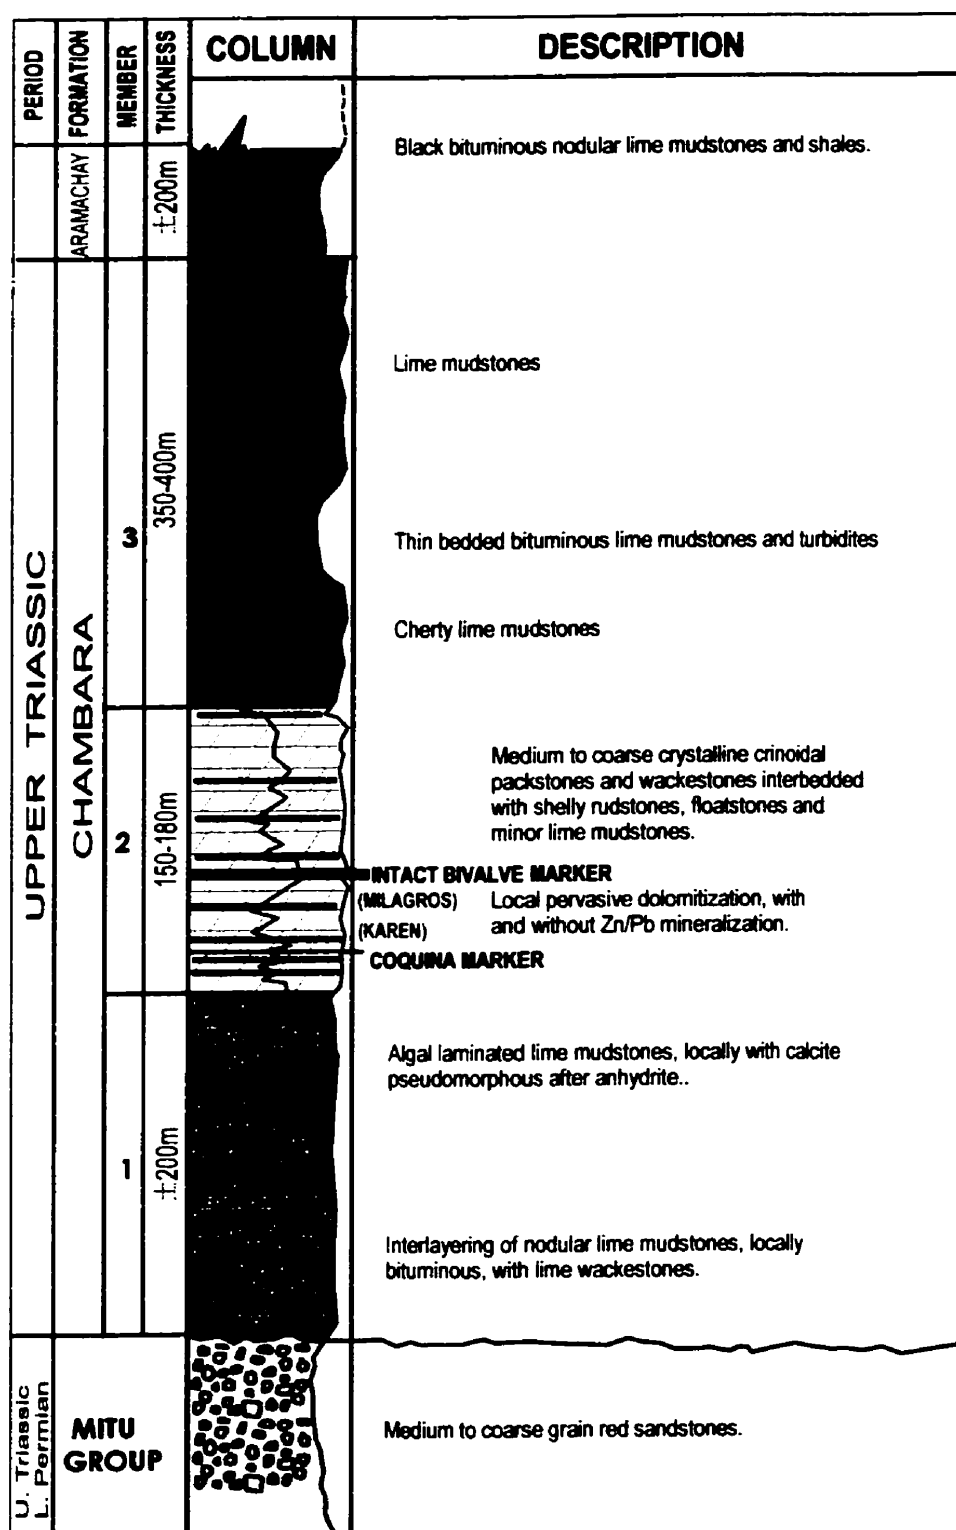 PERIOD
FORMATION
MEMBER
THICKNESS
COLUMN
DESCRIPTION
ARAMACHAY
±200m
Black bituminous nodular lime mudstones and shales.
UPPER TRIASSIC
CHAMBARA
3
350-400m
Lime mudstones
Thin bedded bituminous lime mudstones and turbidites
Cherty lime mudstones
2
150-180m
Medium to coarse crystalline crinoidal
packstones and wackestones interbedded
with shelly rudstones, floatstones and
minor lime mudstones.
INTACT BIVALVE MARKER
(MILAGROS)
Local pervasive dolomitization, with
and without Zn/Pb mineralization.
(KAREN)
COQUINA MARKER
1
±200m
Algal laminated lime mudstones, locally with calcite
pseudomorphous after anhydrite..
Interlayering of nodular lime mudstones, locally
bituminous, with lime wackestones.
U. Triassic
L. Permian
MITU
GROUP
Medium to coarse grain red sandstones.